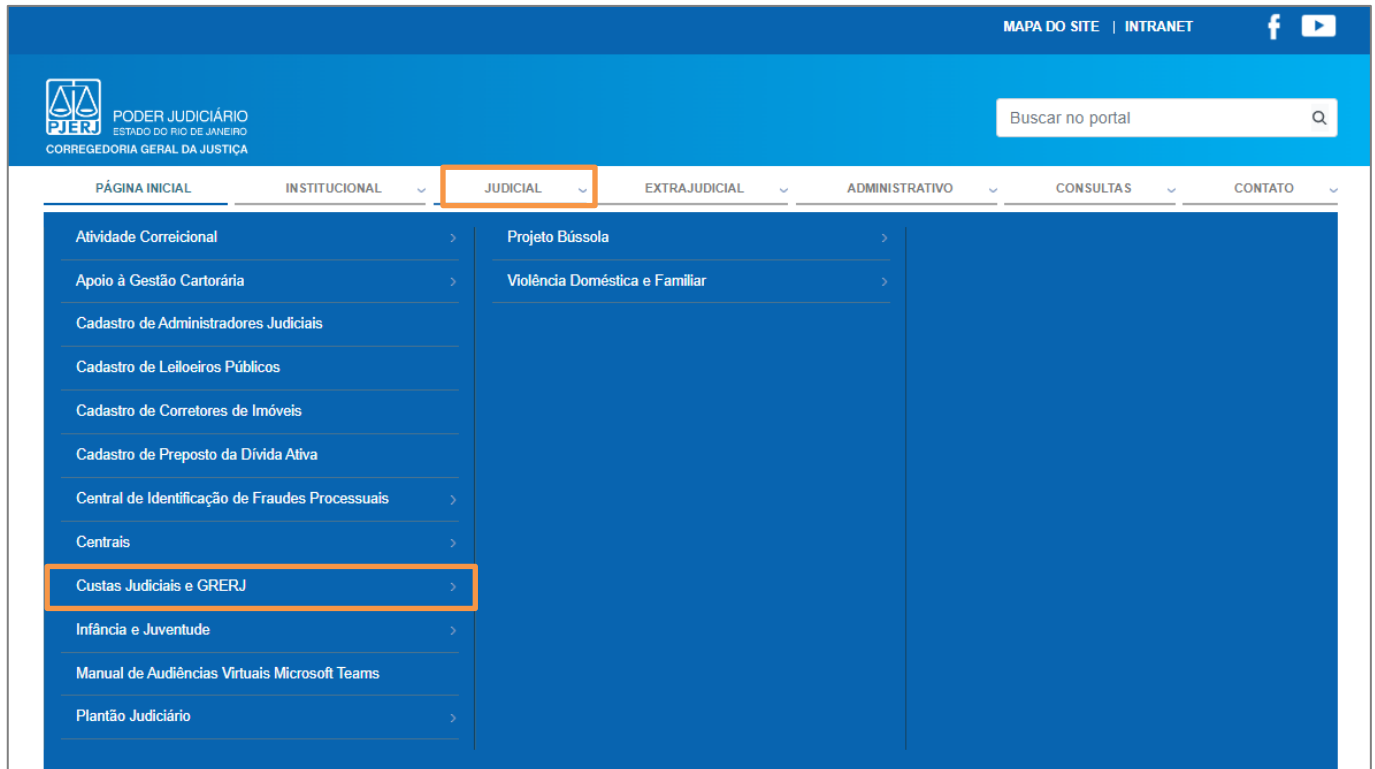 MAPA DO SITE | INTRANET
PJERJ
PODER JUDICIÁRIO
ESTADO DO RIO DE JANEIRO
CORREGEDORIA GERAL DA JUSTIÇA
Buscar no portal
PÁGINA INICIAL INSTITUCIONAL JUDICIAL EXTRAJUDICIAL ADMINISTRATIVO CONSULTAS CONTATO
Atividade Correicional
Apoio à Gestão Cartorária
Cadastro de Administradores Judiciais
Cadastro de Leiloeiros Públicos
Cadastro de Corretores de Imóveis
Cadastro de Preposto da Dívida Ativa
Central de Identificação de Fraudes Processuais
Centrais
Custas Judiciais e GRERJ
Infância e Juventude
Manual de Audiências Virtuais Microsoft Teams
Plantão Judiciário
Projeto Bússola
Violência Doméstica e Familiar